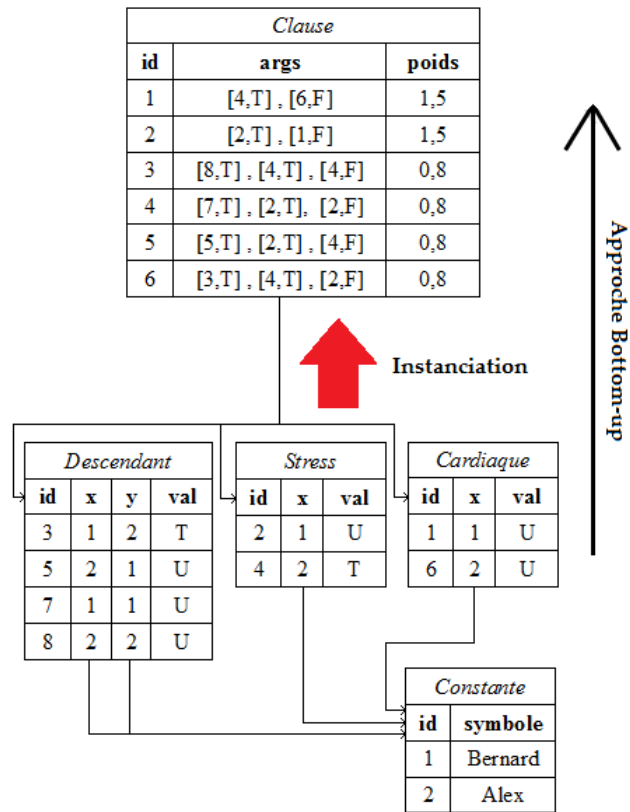 Clause
id args poids
1 [4,T] , [6,F] 1,5
2 [2,T] , [1,F] 1,5
3 [8,T] , [4,T] , [4,F] 0,8
4 [7,T] , [2,T], [2,F] 0,8
5 [5,T] , [2,T] , [4,F] 0,8
6 [3,T] , [4,T] , [2,F] 0,8
Approche Bottom-up
Instanciation
Descendant
id x y val
3 1 2 T
5 2 1 U
7 1 1 U
8 2 2 U
Stress
id x val
2 1 U
4 2 T
Cardiaque
id x val
1 1 U
6 2 U
Constante
id symbole
1 Bernard
2 Alex